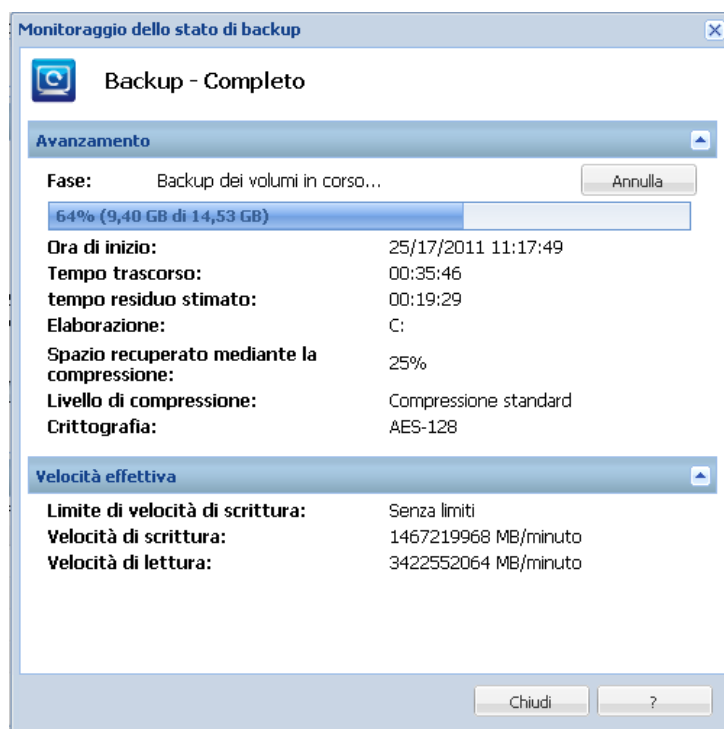 Monitoraggio dello stato di backup
Backup - Completo
Avanzamento
Fase: Backup dei volumi in corso... Annulla
64% (9,40 GB di 14,53 GB)
Ora di inizio: 25/17/2011 11:17:49
Tempo trascorso: 00:35:46
tempo residuo stimato: 00:19:29
Elaborazione: C:
Spazio recuperato mediante la
compressione: 25%
Livello di compressione: Compressione standard
Crittografia: AES-128
Velocità effettiva
Limite di velocità di scrittura: Senza limiti
Velocità di scrittura: 1467219968 MB/minuto
Velocità di lettura: 3422552064 MB/minuto
Chiudi ?